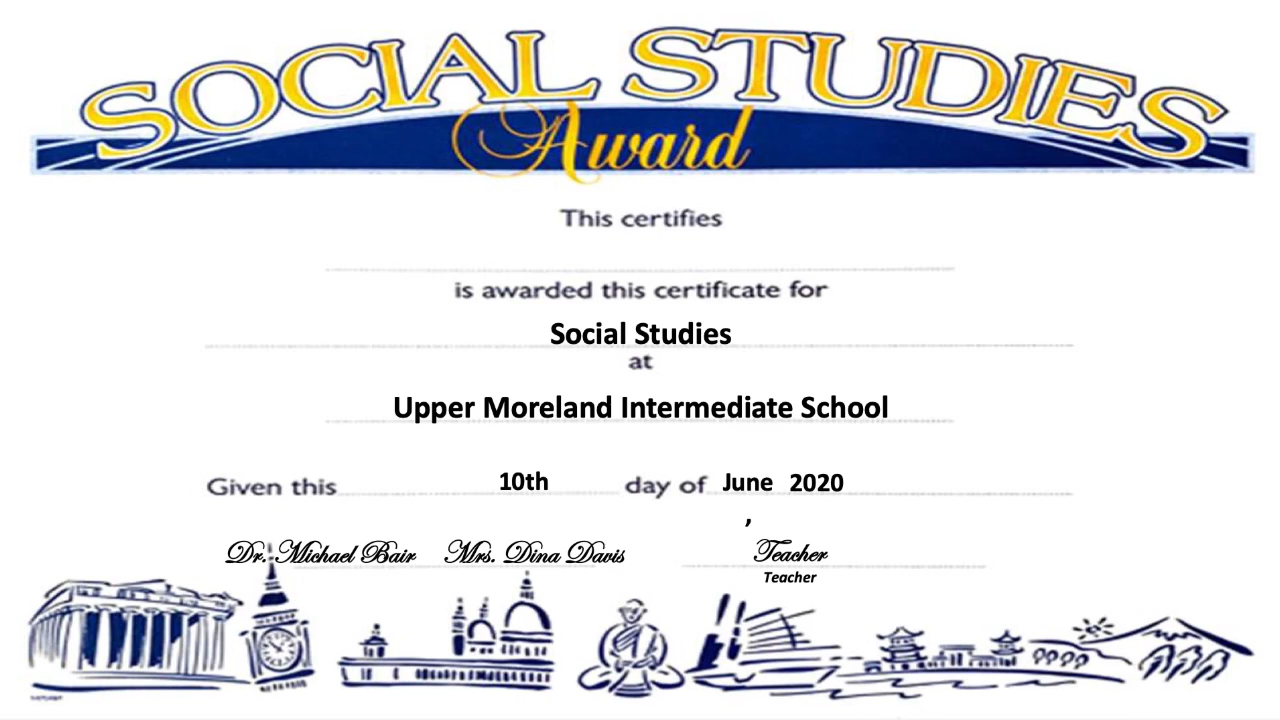 SOCIAL STUDIES
Award
This certifies
is awarded this certificate for
Social Studies
at
Upper Moreland Intermediate School
Given this 10th day of June 2020
,
Dr. Michael Bair Mrs. Dina Davis Teacher
Teacher